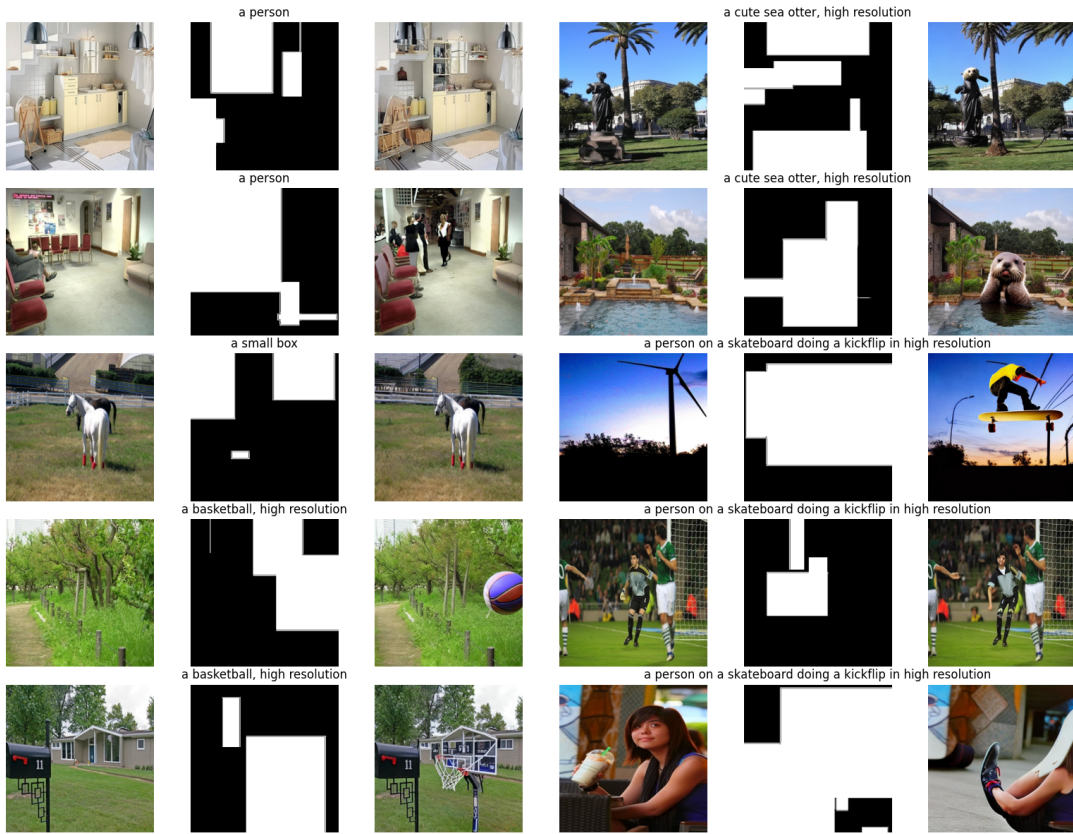 a person
a cute sea otter, high resolution
a person
a cute sea otter, high resolution
a small box
a person on a skateboard doing a kickflip in high resolution
a basketball, high resolution
a person on a skateboard doing a kickflip in high resolution
11
11
a basketball, high resolution
a person on a skateboard doing a kickflip in high resolution